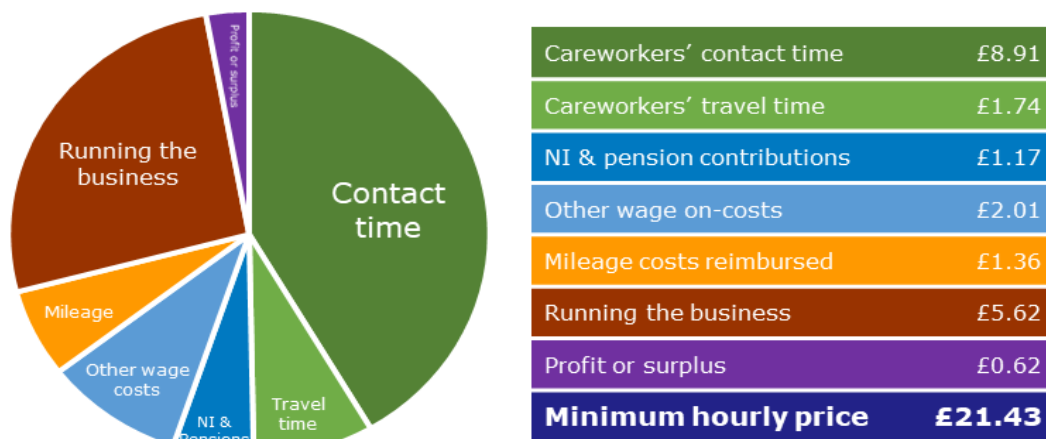 Profit or surplus
Running the
business
Contact
time
Mileage
Other wage
costs
NI &
Pensions
Travel
time
Careworkers’ contact time £8.91
Careworkers’ travel time £1.74
NI & pension contributions £1.17
Other wage on-costs £2.01
Mileage costs reimbursed £1.36
Running the business £5.62
Profit or surplus £0.62
Minimum hourly price £21.43